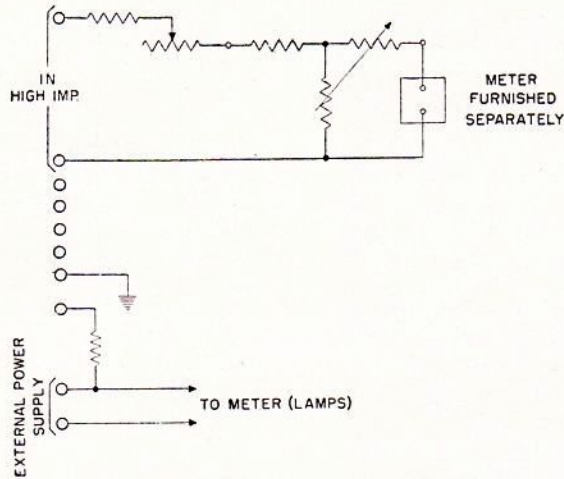 IN
HIGH IMP.
METER
FURNISHED
SEPARATELY
EXTERNAL POWER
SUPPLY
TO METER (LAMPS)